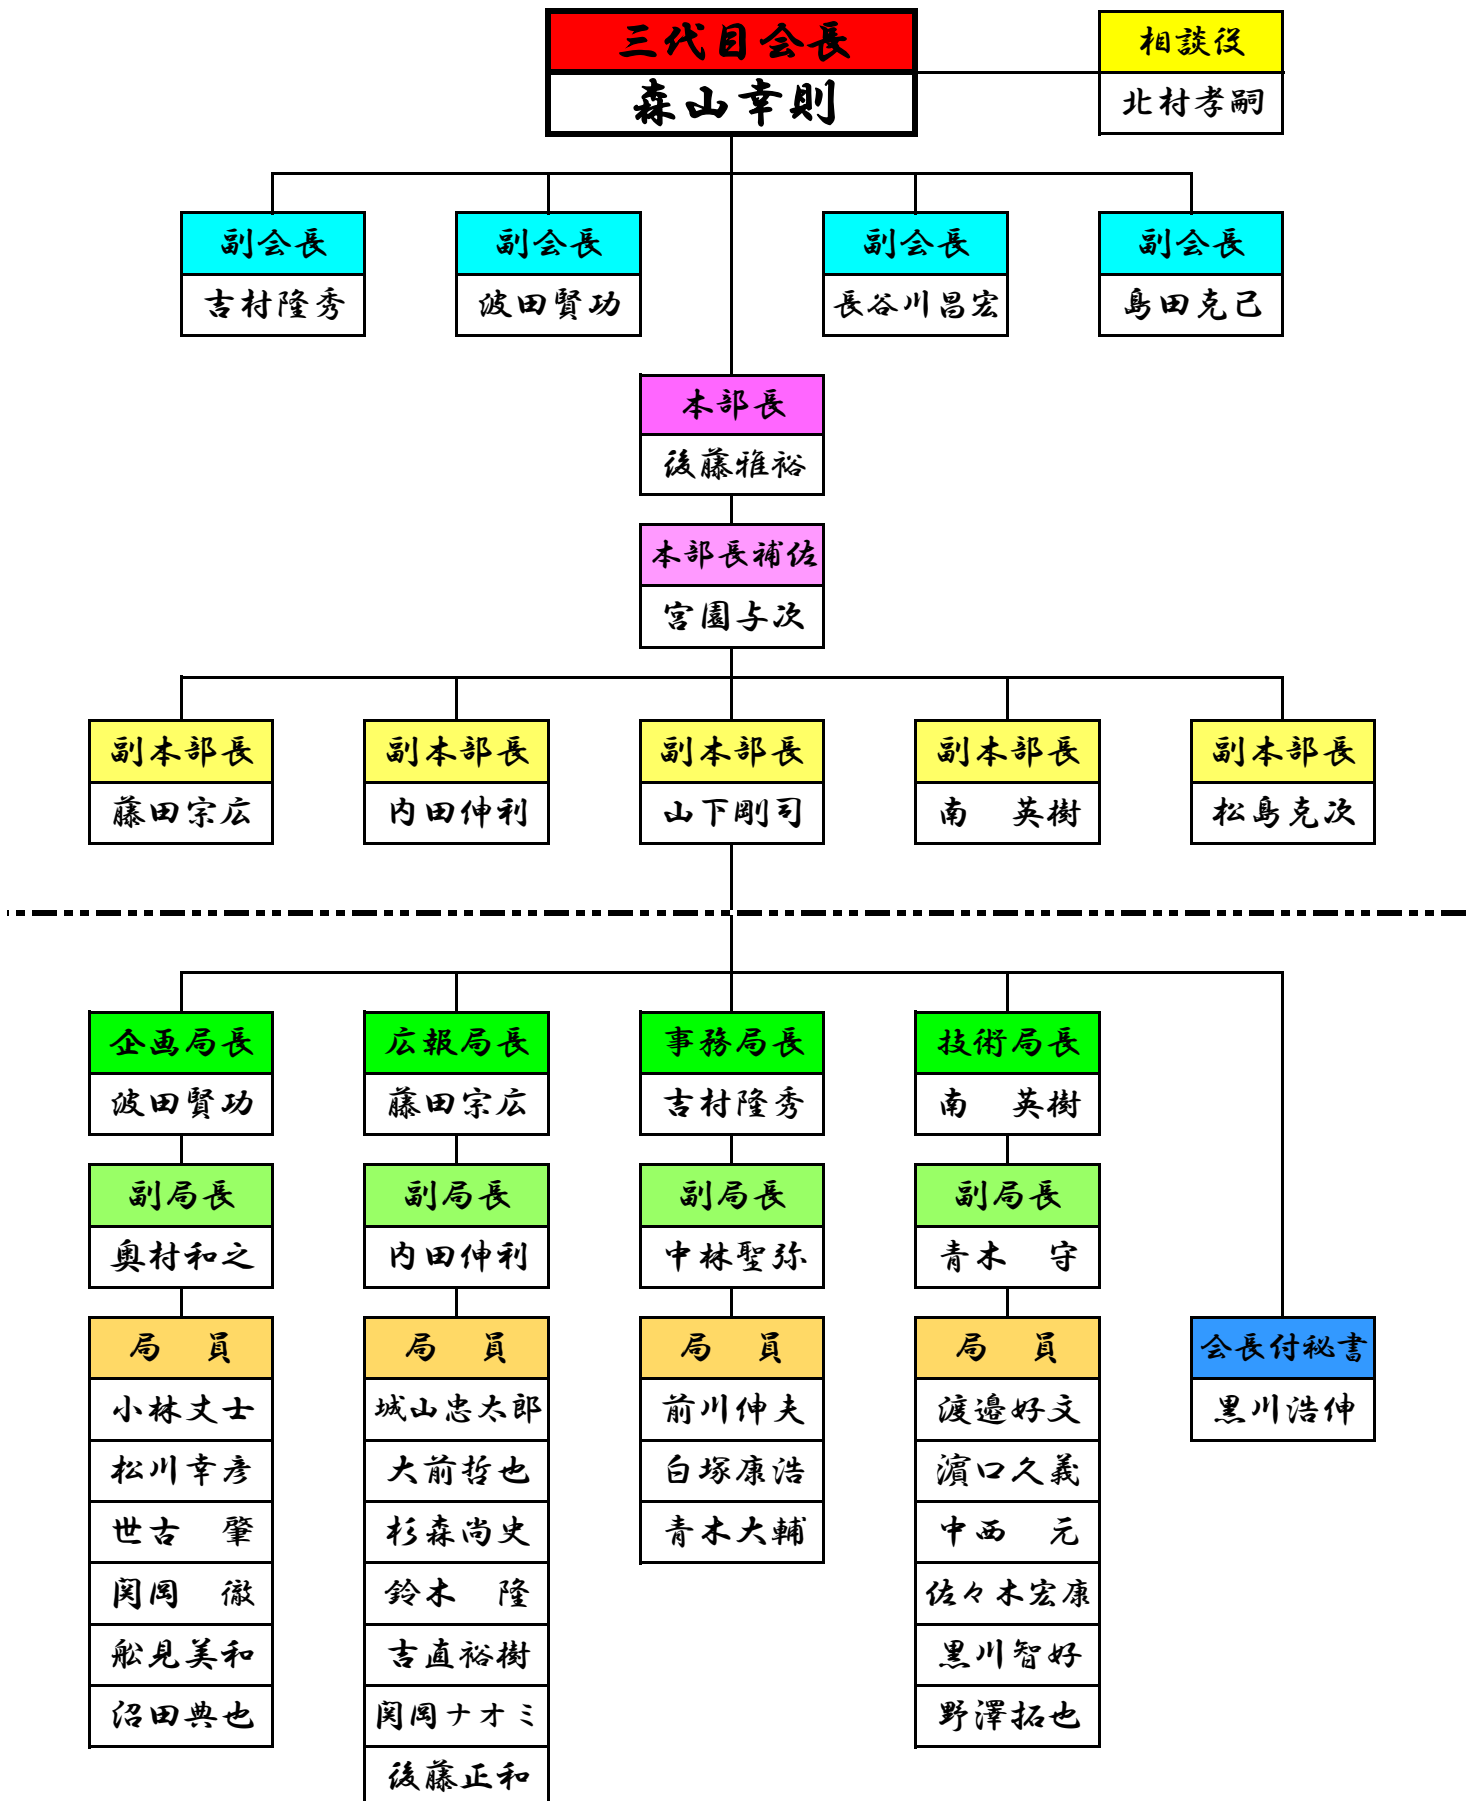 三代目会長
森山幸則
相談役
北村孝嗣
副会長
吉村隆秀
副会長
波田賢功
副会長
長谷川昌宏
副会長
島田克己
本部長
後藤雅裕
本部長補佐
宮園与次
副本部長
藤田宗広
副本部長
内田伸利
副本部長
山下剛司
副本部長
南　英樹
副本部長
松島克次
企画局長
波田賢功
広報局長
藤田宗広
事務局長
吉村隆秀
技術局長
南　英樹
副局長
奥村和之
副局長
内田伸利
副局長
中林聖弥
副局長
青木　守
局　員
小林丈士
松川幸彦
世古　肇
関岡　徹
舩見美和
沼田典也
局　員
城山忠太郎
大前哲也
杉森尚史
鈴木　隆
吉直裕樹
関岡ナオミ
後藤正和
局　員
前川伸夫
白塚康浩
青木大輔
局　員
渡邉好文
濵口久義
中西　元
佐々木宏康
黒川智好
野澤拓也
会長付秘書
黒川浩伸